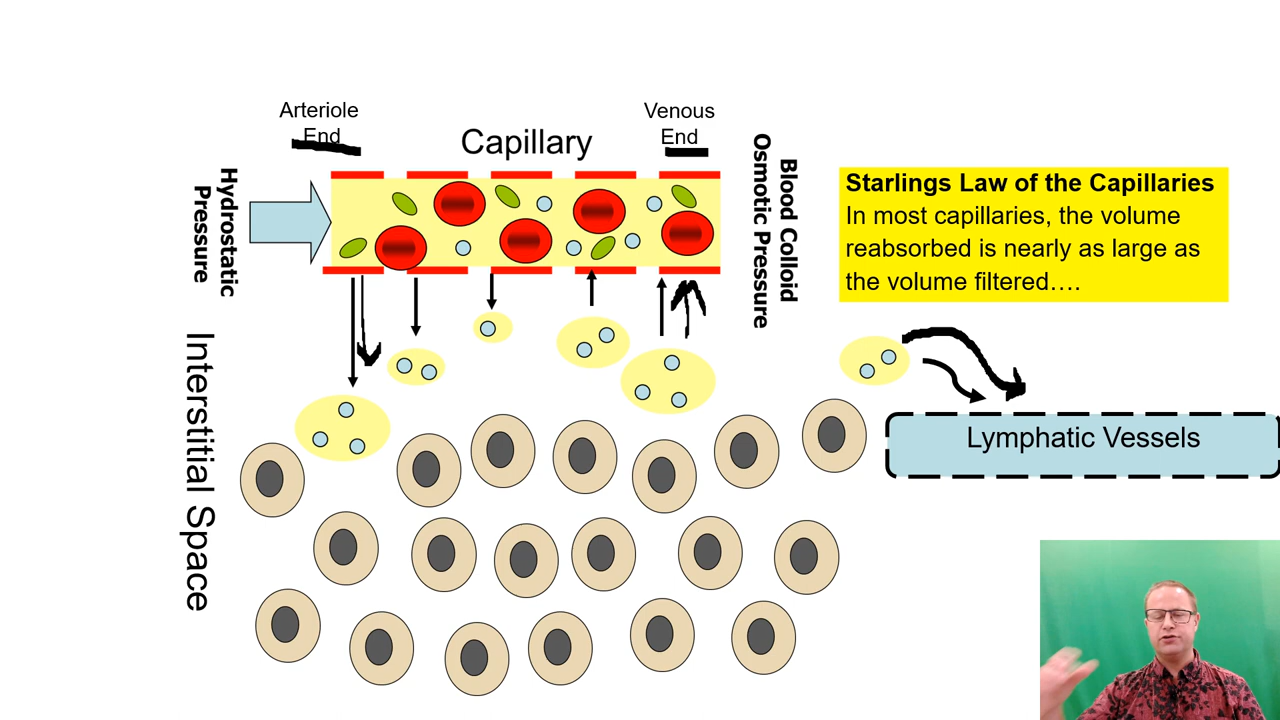 Arteriole
End
Capillary
Venous
End
Hydrostatic
Pressure
Blood Colloid
Osmotic Pressure
Starlings Law of the Capillaries
In most capillaries, the volume
reabsorbed is nearly as large as
the volume filtered….
Interstitial Space
Lymphatic Vessels